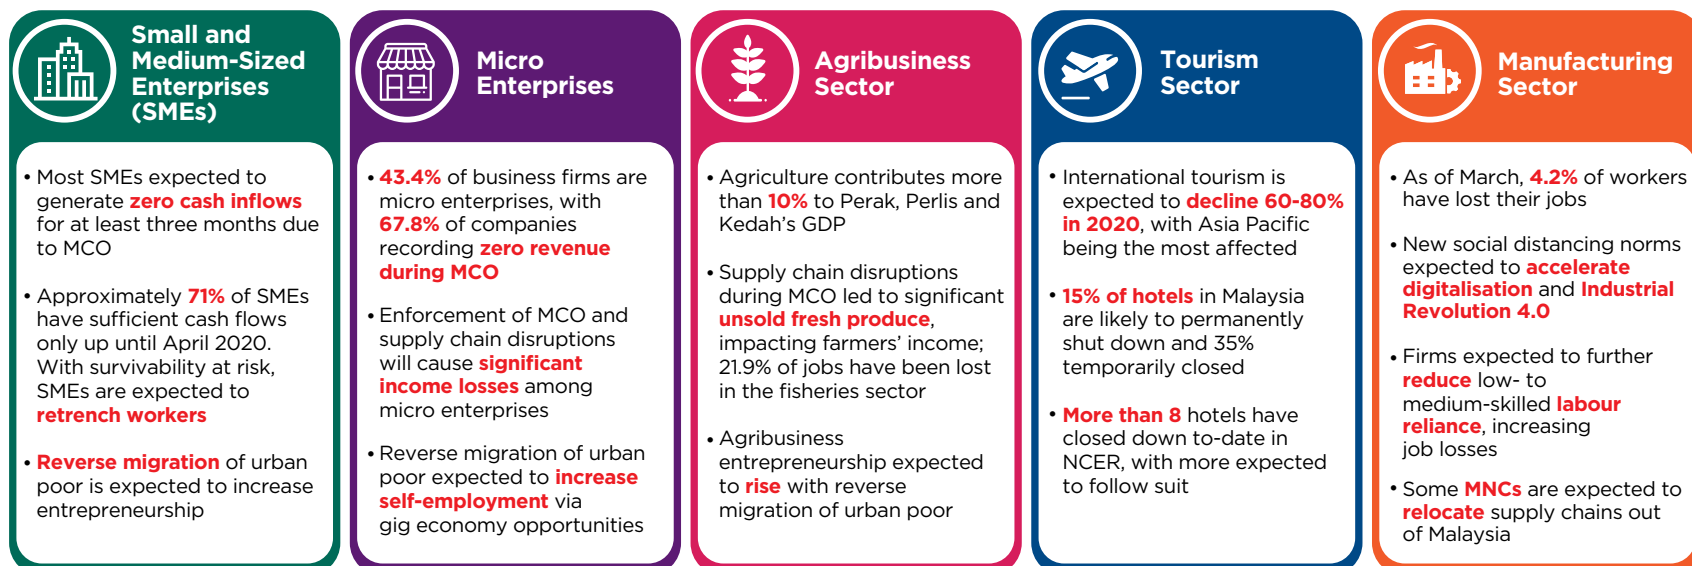 Small and
Medium-Sized
Enterprises
(SMEs)
• Most SMEs expected to
generate zero cash inflows
for at least three months due
to MCO
• Approximately 71% of SMEs
have sufficient cash flows
only up until April 2020.
With survivability at risk,
SMEs are expected to
retrench workers
• Reverse migration of urban
poor is expected to increase
entrepreneurship
Micro
Enterprises
• 43.4% of business firms are
micro enterprises, with
67.8% of companies
recording zero revenue
during MCO
• Enforcement of MCO and
supply chain disruptions
will cause significant
income losses among
micro enterprises
• Reverse migration of urban
poor expected to increase
self-employment via
gig economy opportunities
Agribusiness
Sector
• Agriculture contributes more
than 10% to Perak, Perlis and
Kedah's GDP
• Supply chain disruptions
during MCO led to significant
unsold fresh produce,
impacting farmers' income;
21.9% of jobs have been lost
in the fisheries sector
• Agribusiness
entrepreneurship expected
to rise with reverse
migration of urban poor
Tourism
Sector
• International tourism is
expected to decline 60-80%
in 2020, with Asia Pacific
being the most affected
• 15% of hotels in Malaysia
are likely to permanently
shut down and 35%
temporarily closed
• More than 8 hotels have
closed down to-date in
NCER, with more expected
to follow suit
Manufacturing
Sector
• As of March, 4.2% of workers
have lost their jobs
• New social distancing norms
expected to accelerate
digitalisation and Industrial
Revolution 4.0
• Firms expected to further
reduce low- to
medium-skilled labour
reliance, increasing
job losses
• Some MNCs are expected to
relocate supply chains out
of Malaysia